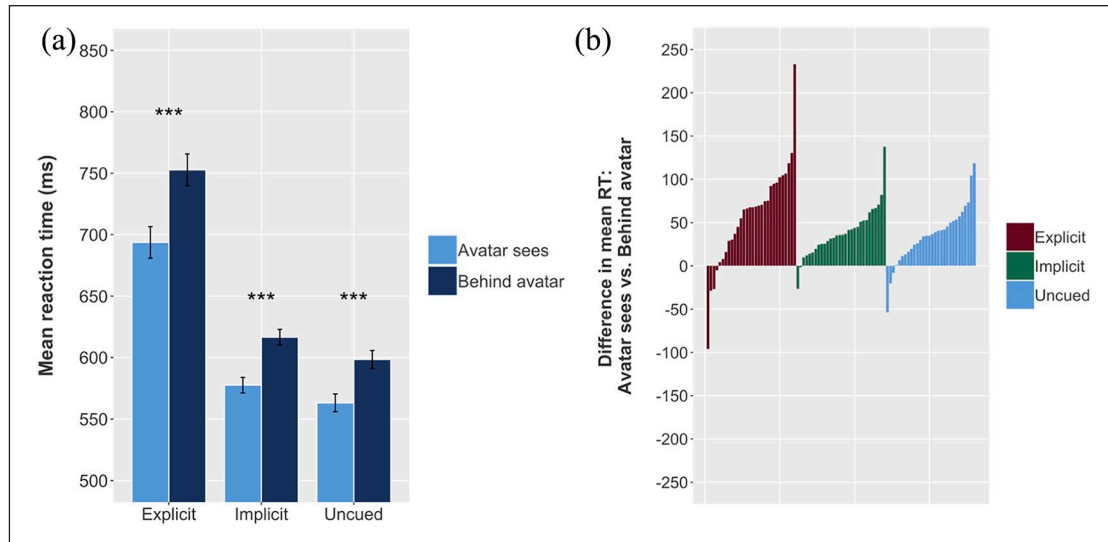 (a)
Mean reaction time (ms)
850
800
750
700
650
600
550
500
***
***
***
Explicit
Implicit
Uncued
Avatar sees
Behind avatar
(b)
Difference in mean RT:
Avatar sees vs. Behind avatar
250
200
150
100
50
0
-50
-100
-150
-200
-250
Explicit
Implicit
Uncued